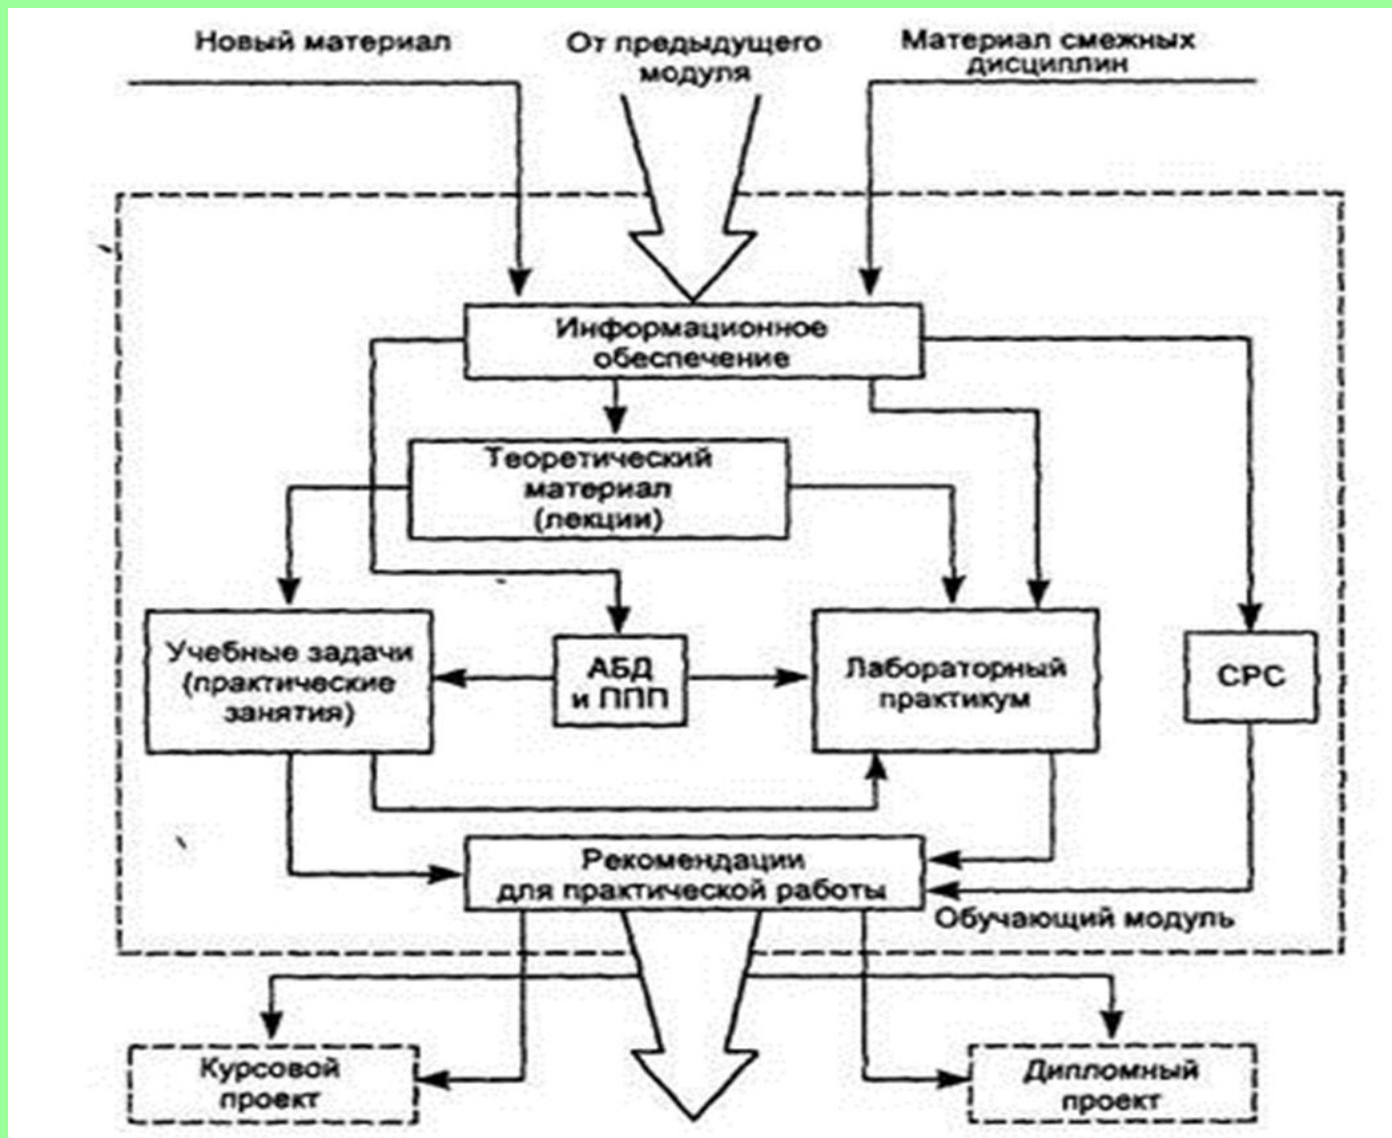 Новый материал
От предыдущего
модуля
Материал смежных
дисциплин
Информационное
обеспечение
Теоретический
материал
(лекции)
Учебные задачи
(практические
занятия)
АБД
и ППП
Лабораторный
практикум
СРС
Рекомендации
для практической работы
Обучающий модуль
Курсовой
проект
Дипломный
проект